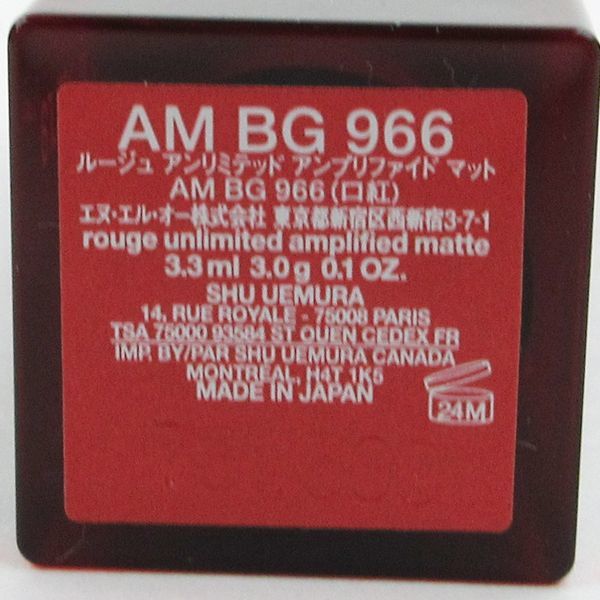 AM BG 966
ルージュ アンリミテッド アンプリファイド マット
AM BG 966(口紅)
エヌ・エル・オー株式会社 東京都新宿区西新宿3-7-1
rouge unlimited amplified matte
3.3 ml 3.0 g 0.1 OZ.
SHU UEMURA
14, RUE ROYALE - 75008 PARIS
TSA 75000 93584 ST OUEN CEDEX FR
IMP. BY/PAR SHU UEMURA CANADA
MONTREAL, H4T 1K5
MADE IN JAPAN
24M